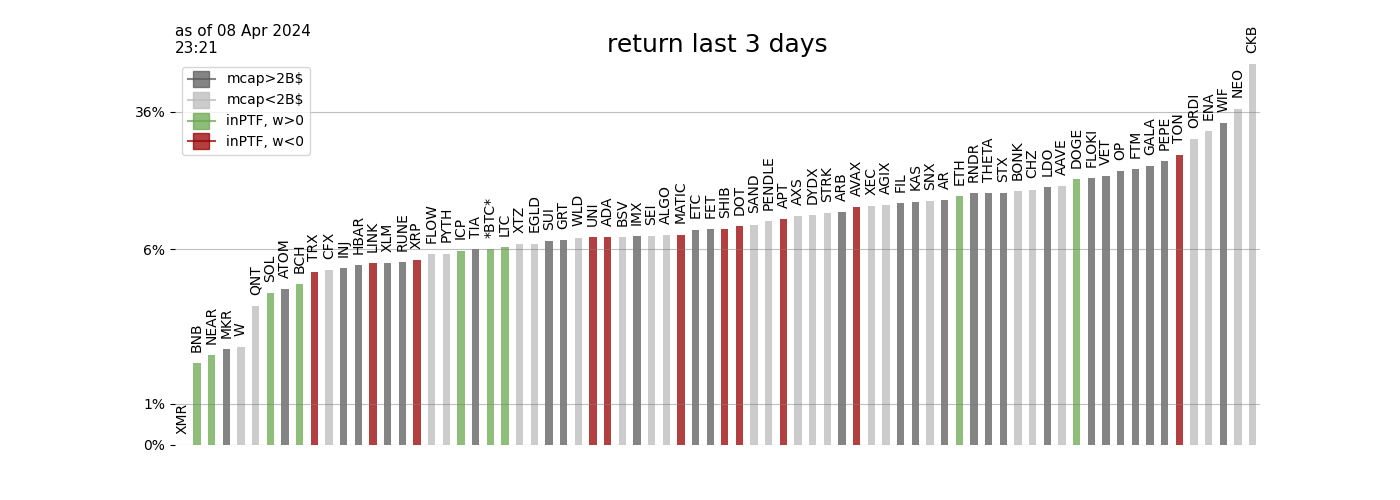 as of 08 Apr 2024
23:21
return last 3 days
mcap>2B$
mcap<2B$
inPTF, w>0
inPTF, w<0
36%
6%
1%
0%
XMR
BNB
NEAR
MKR
W
QNT
SOL
ATOM
BCH
TRX
CFX
INJ
HBAR
LINK
XLM
RUNE
XRP
FLOW
PYTH
ICP
TIA
*BTC*
LTC
XTZ
EGLD
SUI
GRT
WLD
UNI
ADA
BSV
IMX
SEI
ALGO
MATIC
ETC
FET
SHIB
DOT
SAND
PENDLE
APT
AXS
DYDX
STRK
ARB
AVAX
XEC
AGIX
FIL
KAS
SNX
AR
ETH
RNDR
THETA
STX
BONK
CHZ
LDO
AAVE
DOGE
FLOKI
VET
OP
FTM
GALA
PEPE
TON
ORDI
ENA
WIF
NEO
CKB